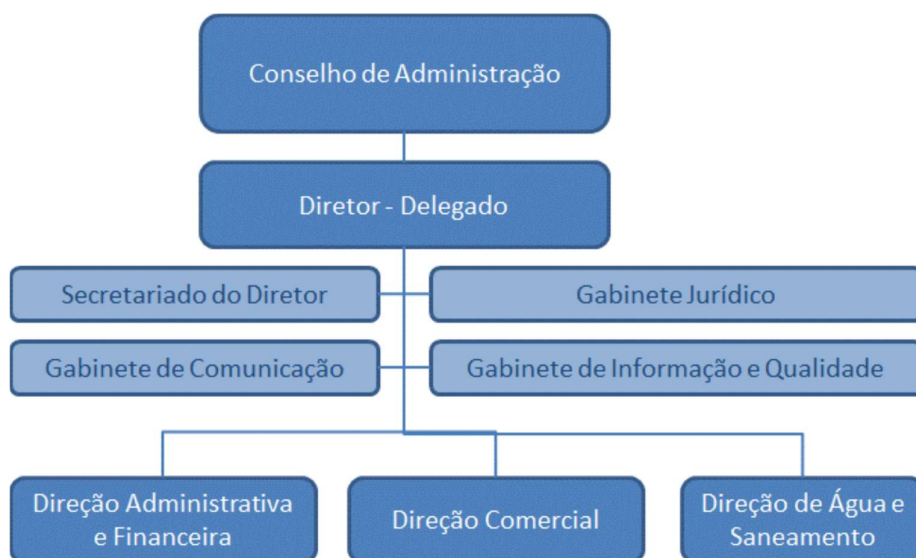 Conselho de Administração
Diretor - Delegado
Secretariado do Diretor
Gabinete Jurídico
Gabinete de Comunicação
Gabinete de Informação e Qualidade
Direção Administrativa
e Financeira
Direção Comercial
Direção de Água e
Saneamento